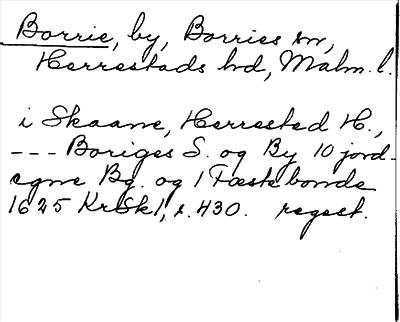 Borrie, by, Borries sn,
Herrestads hd, Malm. l.
i Skaane, Herrested H.,
--- Boriges S. og By 10 jord-
egne Bg. og 1 Fæstebonde
1625 KrSkl, s. 430. regest.